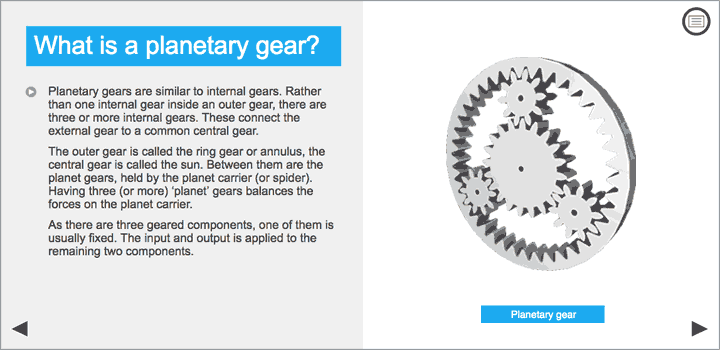 What is a planetary gear?
Planetary gears are similar to internal gears. Rather
than one internal gear inside an outer gear, there are
three or more internal gears. These connect the
external gear to a common central gear.
The outer gear is called the ring gear or annulus, the
central gear is called the sun. Between them are the
planet gears, held by the planet carrier (or spider).
Having three (or more) ‘planet’ gears balances the
forces on the planet carrier.
As there are three geared components, one of them is
usually fixed. The input and output is applied to the
remaining two components.
Planetary gear